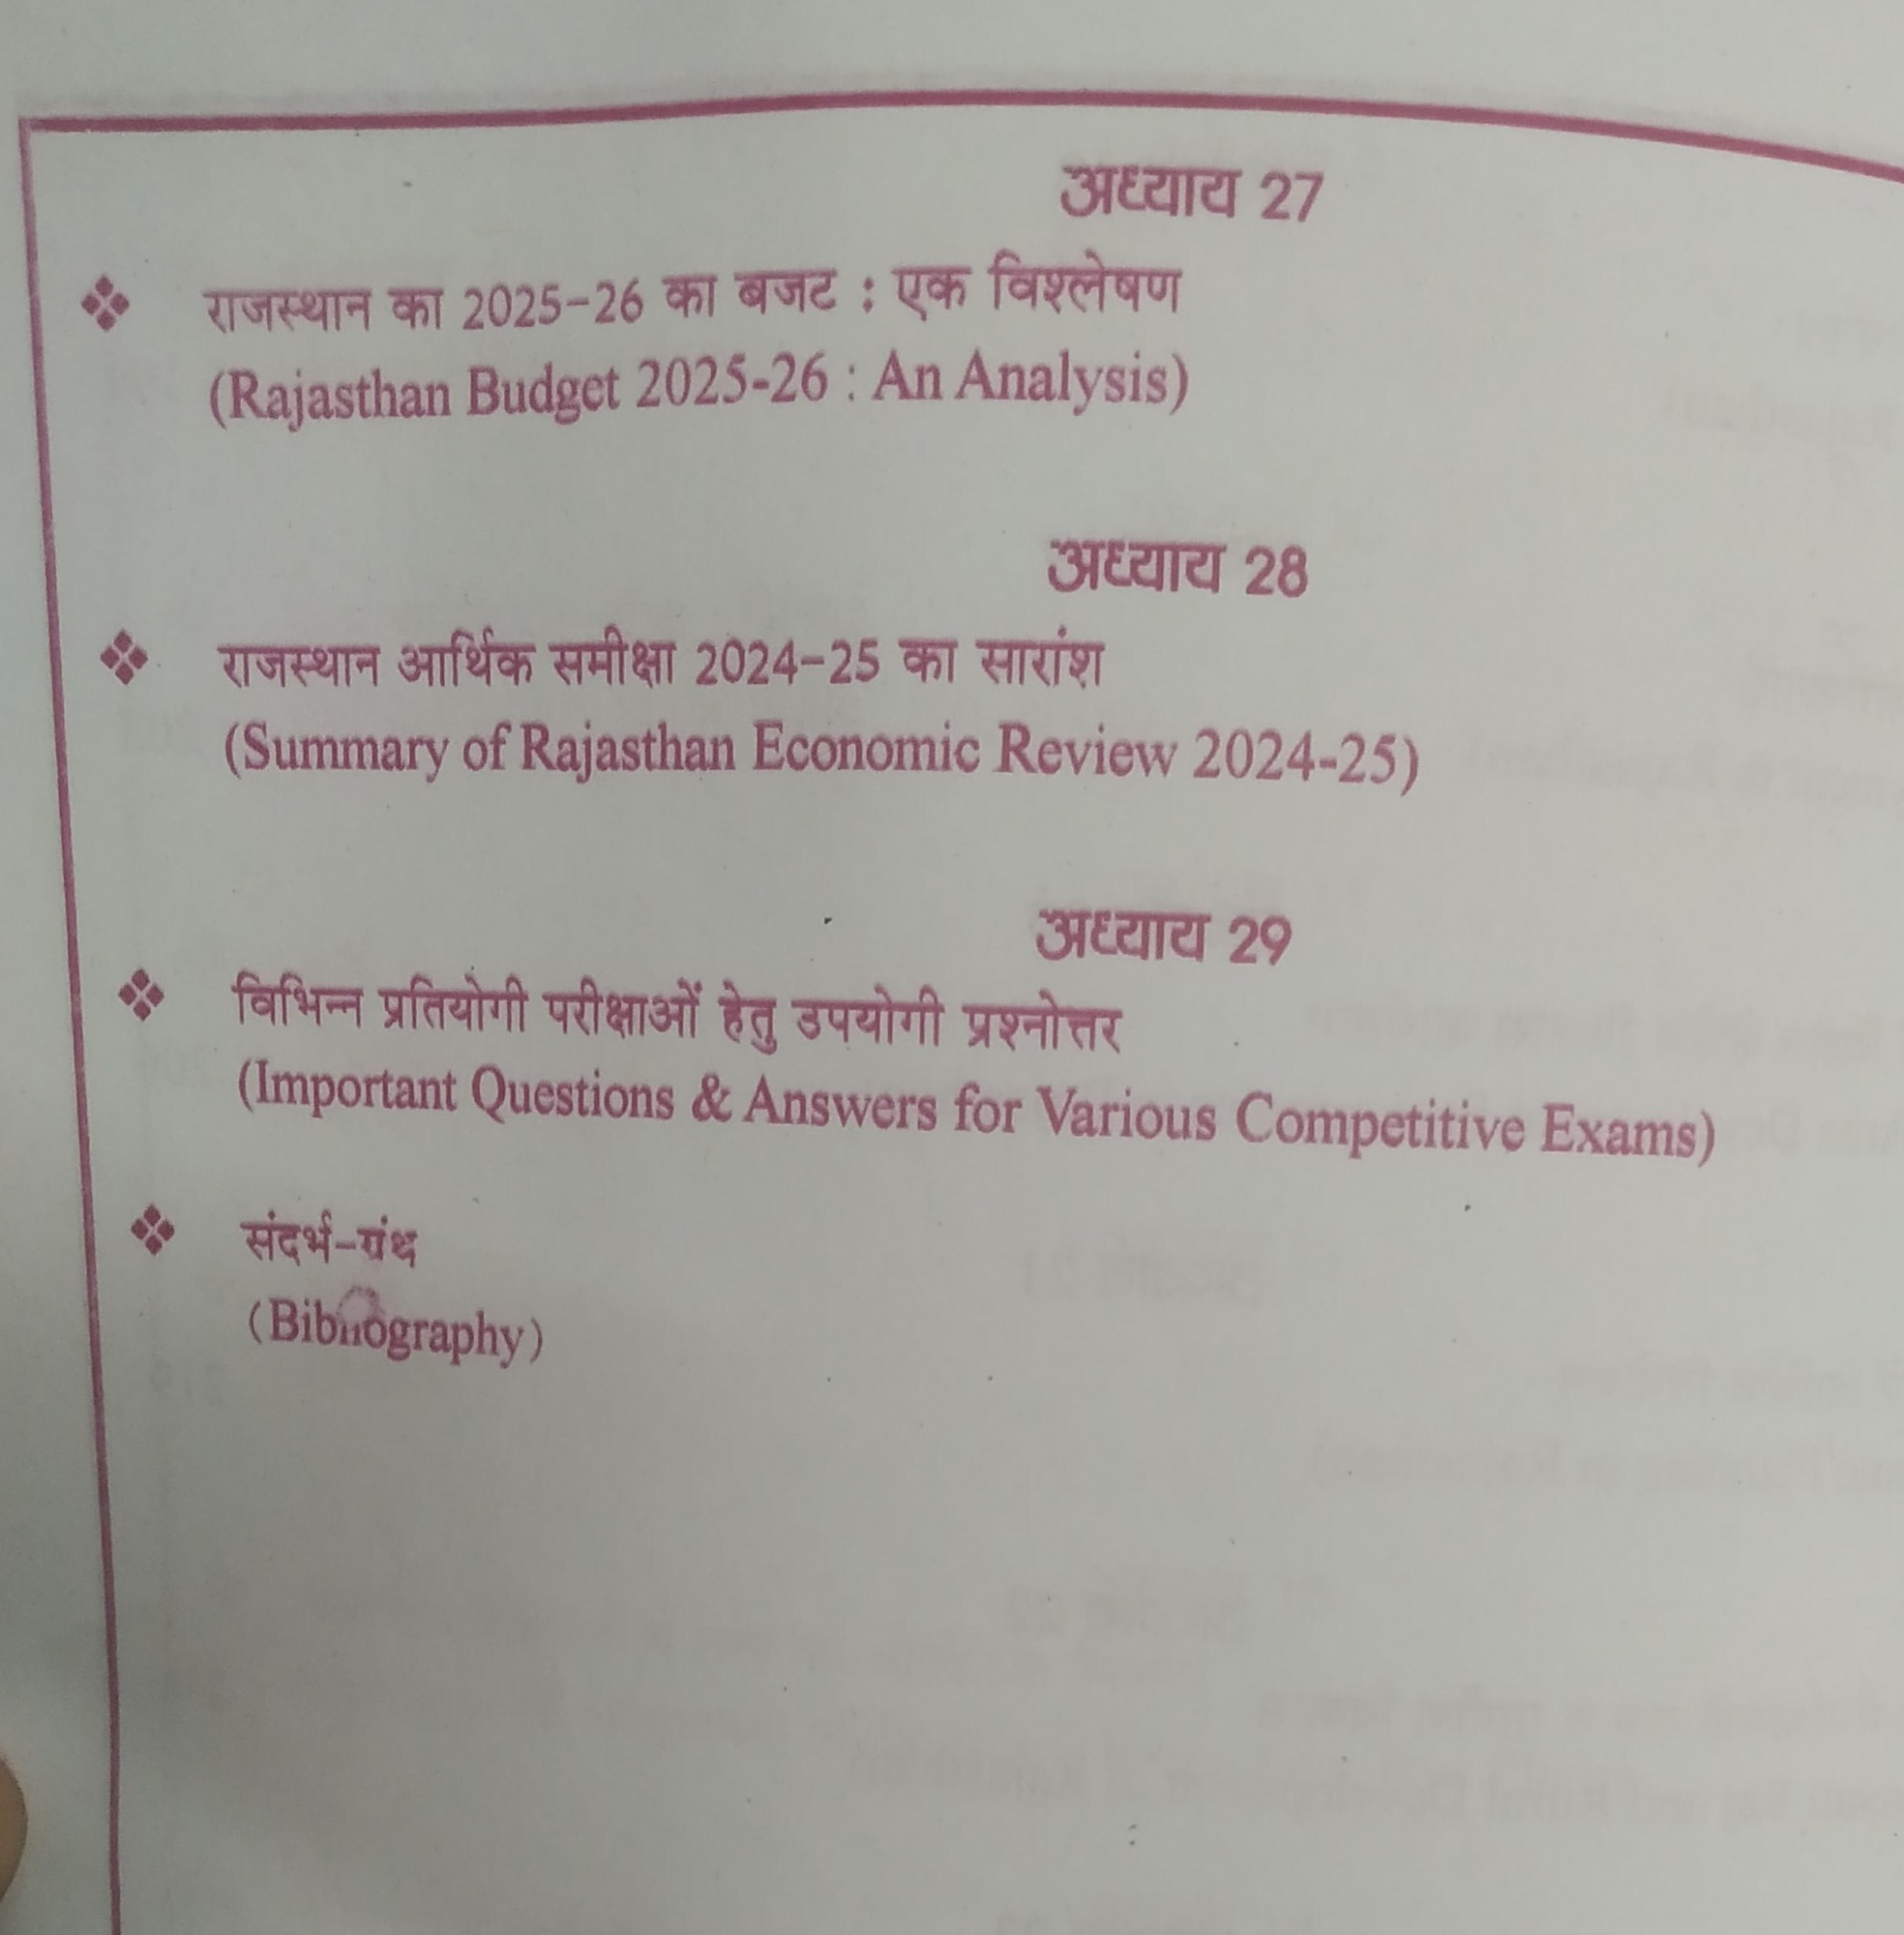 अध्याय 27
❖ राजस्थान का 2025-26 का बजट : एक विश्लेषण
(Rajasthan Budget 2025-26 : An Analysis)
अध्याय 28
❖ राजस्थान आर्थिक समीक्षा 2024-25 का सारांश
(Summary of Rajasthan Economic Review 2024-25)
अध्याय 29
❖ विभिन्न प्रतियोगी परीक्षाओं हेतु उपयोगी प्रश्नोत्तर
(Important Questions & Answers for Various Competitive Exams)
❖ संदर्भ-ग्रंथ
(Bibliography)